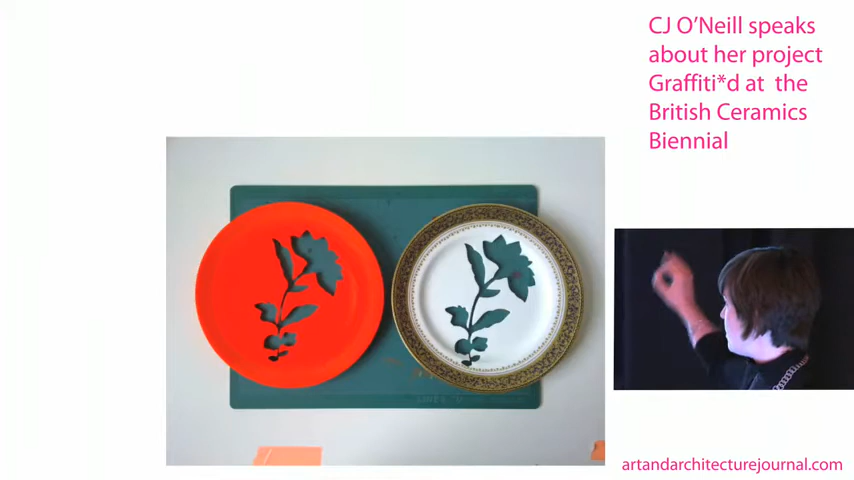 CJ O’Neill speaks
about her project
Graffiti*d at  the
British Ceramics
Biennial
artandarchitecturejournal.com